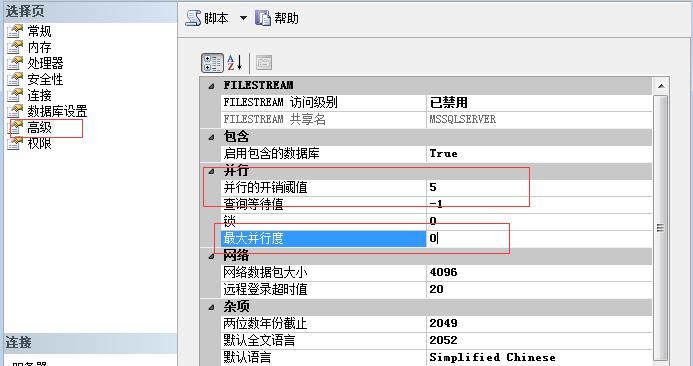 选择页
常规
内存
处理器
安全性
连接
数据库设置
高级
权限
连接
脚本 帮助
FILESTREAM
FILESTREAM 访问级别 已禁用
FILESTREAM 共享名 MSSQLSERVER
包含
启用包含的数据库 True
并行
并行的开销阈值 5
查询等待值 -1
锁 0
最大并行度 0
网络
网络数据包大小 4096
远程登录超时值 20
杂项
两位数年份截止 2049
默认全文语言 2052
默认语言 Simplified Chinese